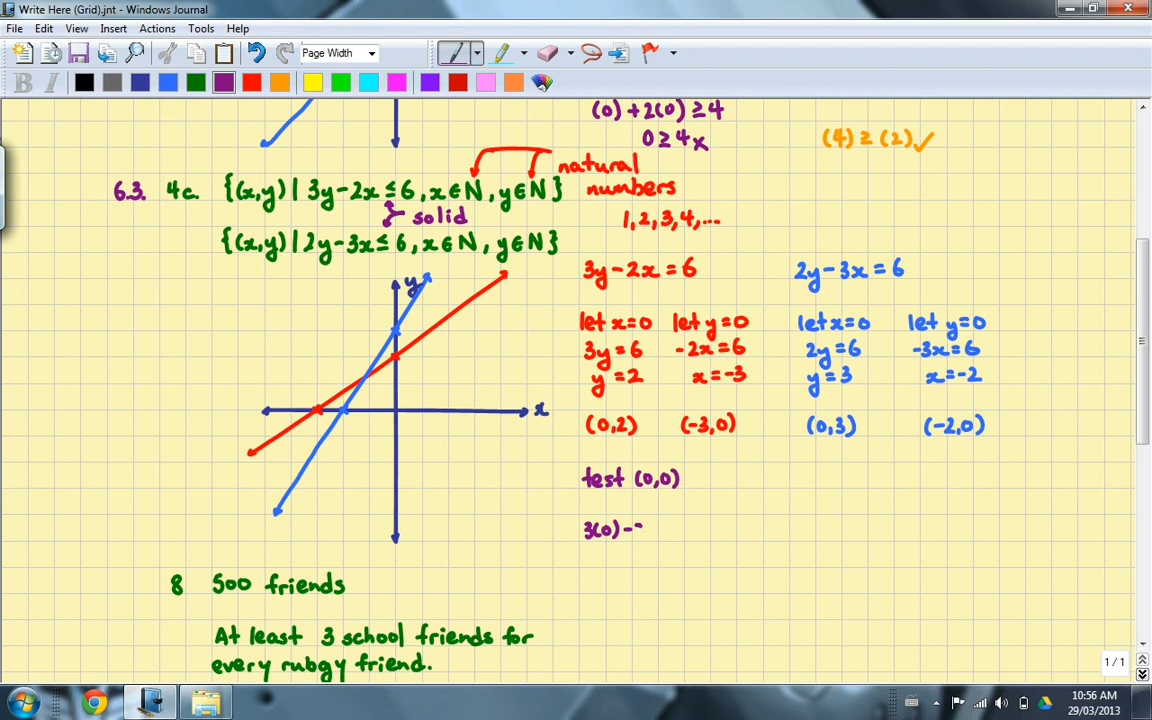 Write Here (Grid).jnt - Windows Journal
File Edit View Insert Actions Tools Help
Page Width
B I
(0) + 2(0) ≥ 4
0 ≥ 4 x
(4) ≥ (2) ✓
natural
numbers
1, 2, 3, 4, ...
6.3. 4c. {(x,y) | 3y - 2x ≤ 6, x ∈ N, y ∈ N}
solid
{(x,y) | 2y - 3x ≤ 6, x ∈ N, y ∈ N}
y
x
3y - 2x = 6
let x=0 let y=0
3y = 6 -2x = 6
y = 2 x = -3
(0,2) (-3,0)
2y - 3x = 6
let x=0 let y=0
2y = 6 -3x = 6
y = 3 x = -2
(0,3) (-2,0)
test (0,0)
3(0) -
8 500 friends
At least 3 school friends for
every rubgy friend.
1 / 1
10:56 AM
29/03/2013